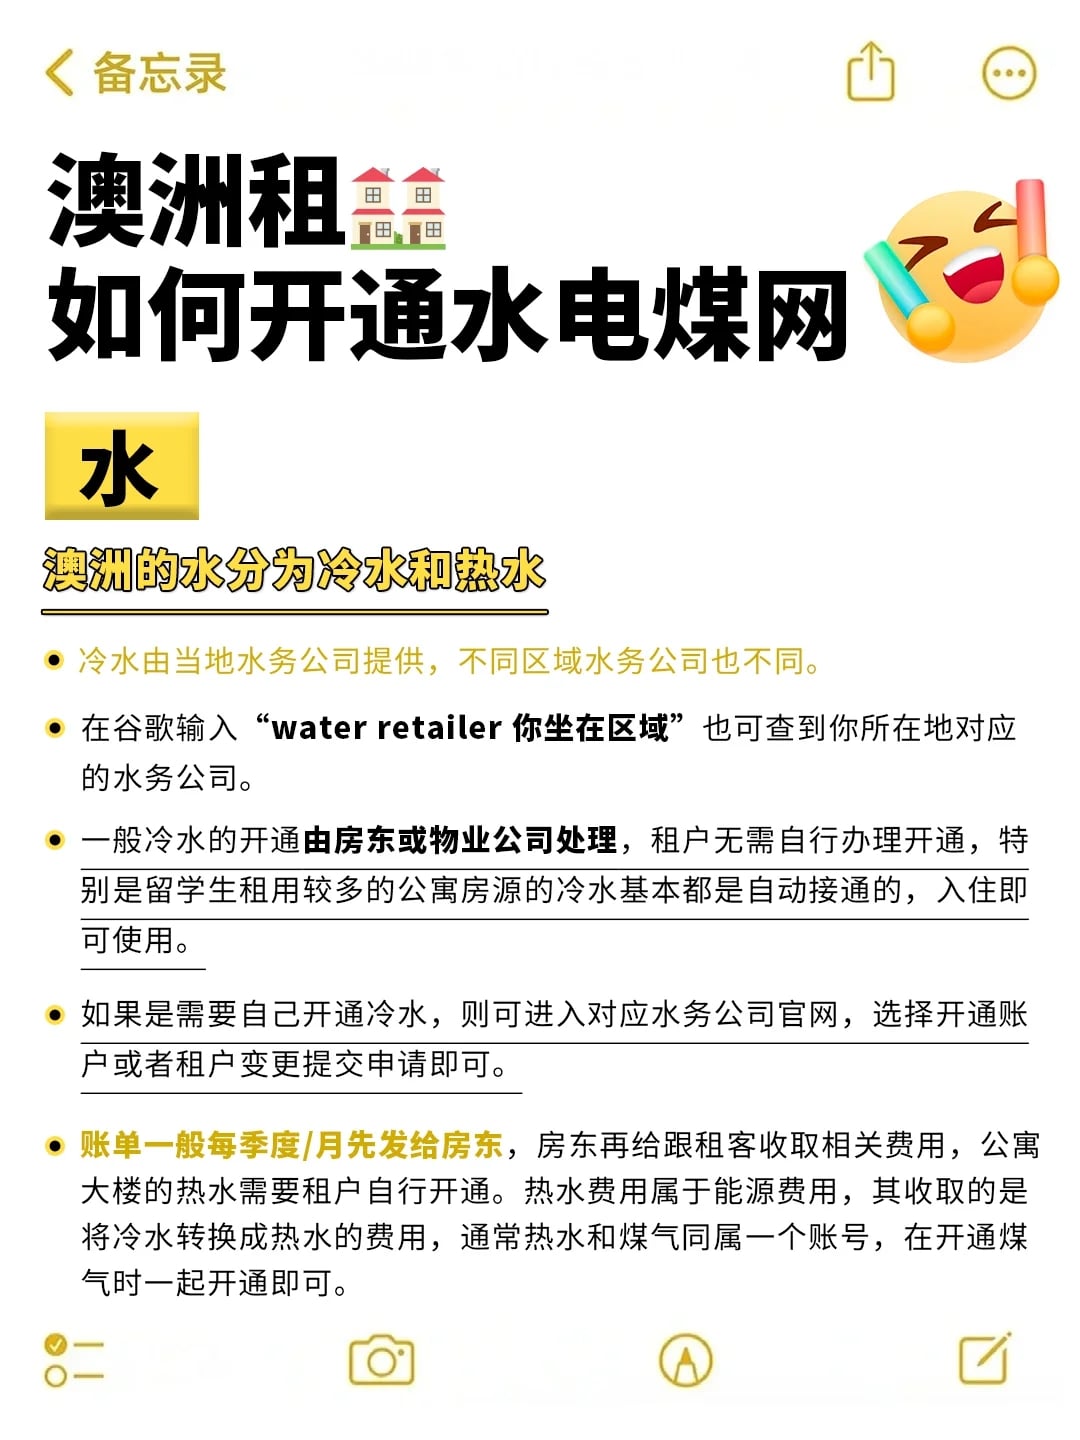 备忘录
澳洲租
如何开通水电煤网
水
澳洲的水分为冷水和热水
冷水由当地水务公司提供，不同区域水务公司也不同。
在谷歌输入“water retailer 你坐在区域”也可查到你所在地对应
的水务公司。
一般冷水的开通由房东或物业公司处理，租户无需自行办理开通，特
别是留学生租用较多的公寓房源的冷水基本都是自动接通的，入住即
可使用。
如果是需要自己开通冷水，则可进入对应水务公司官网，选择开通账
户或者租户变更提交申请即可。
账单一般每季度/月先发给房东，房东再给跟租客收取相关费用，公寓
大楼的热水需要租户自行开通。热水费用属于能源费用，其收取的是
将冷水转换成热水的费用，通常热水和煤气同属一个账号，在开通煤
气时一起开通即可。